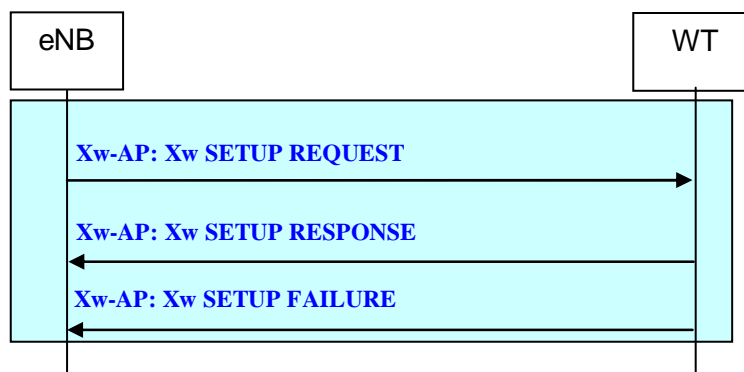 eNB
WT
Xw-AP: Xw SETUP REQUEST
Xw-AP: Xw SETUP RESPONSE
Xw-AP: Xw SETUP FAILURE